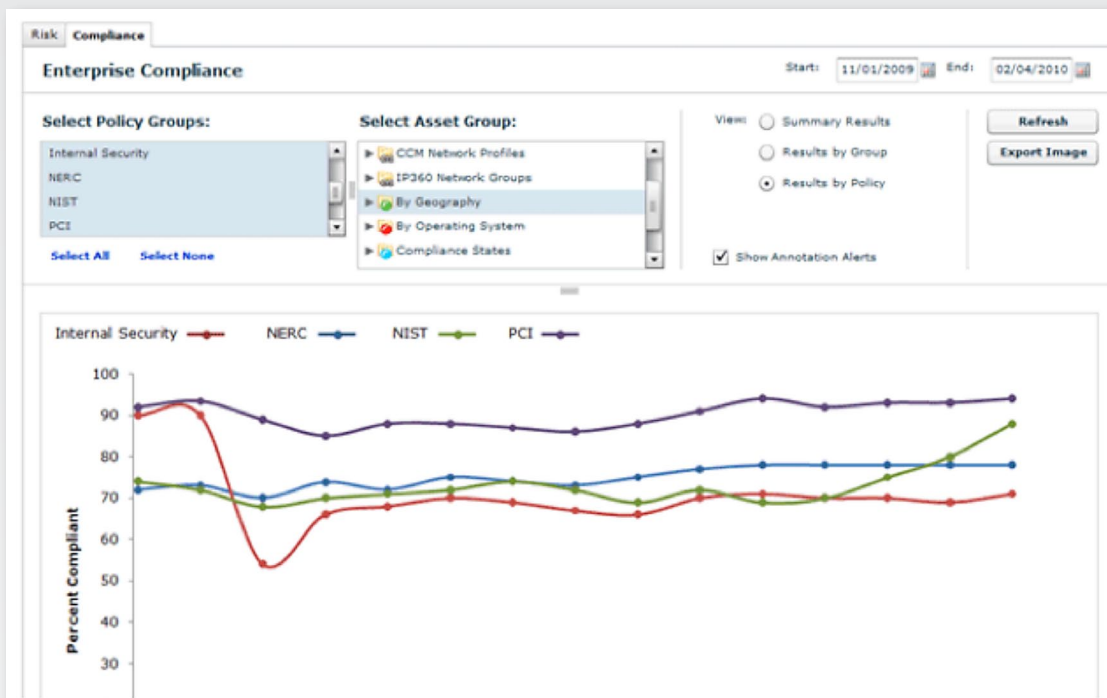 Risk Compliance
Enterprise Compliance
Start: 11/01/2009 End: 02/04/2010
Select Policy Groups:
Internal Security
NERC
NIST
PCI
Select All Select None
Select Asset Group:
CCM Network Profiles
IP360 Network Groups
By Geography
By Operating System
Compliance States
View: Summary Results
Results by Group
Results by Policy
Show Annotation Alerts
Refresh
Export Image
Internal Security NERC NIST PCI
Percent Compliant
100
90
80
70
60
50
40
30